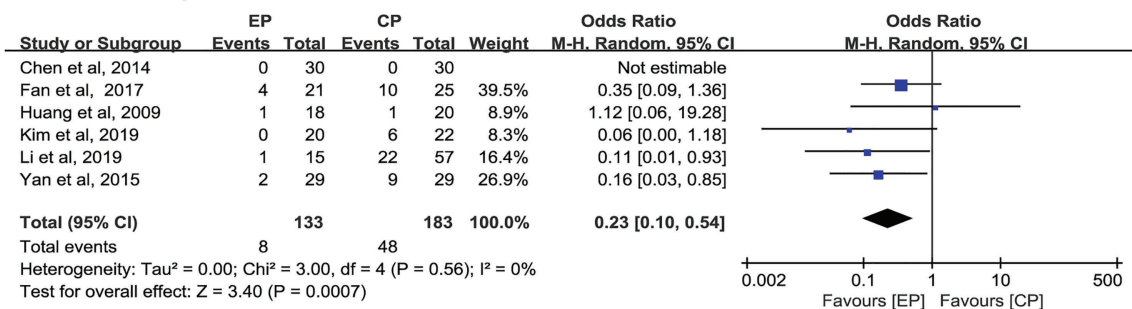 EP CP Odds Ratio Odds Ratio
Study or Subgroup Events Total Events Total Weight M-H. Random. 95% CI M-H. Random. 95% CI
Chen et al, 2014 0 30 0 30 Not estimable
Fan et al, 2017 4 21 10 25 39.5% 0.35 [0.09, 1.36]
Huang et al, 2009 1 18 1 20 8.9% 1.12 [0.06, 19.28]
Kim et al, 2019 0 20 6 22 8.3% 0.06 [0.00, 1.18]
Li et al, 2019 1 15 22 57 16.4% 0.11 [0.01, 0.93]
Yan et al, 2015 2 29 9 29 26.9% 0.16 [0.03, 0.85]
Total (95% CI) 133 183 100.0% 0.23 [0.10, 0.54]
Total events 8 48
Heterogeneity: Tau² = 0.00; Chi² = 3.00, df = 4 (P = 0.56); I² = 0%
Test for overall effect: Z = 3.40 (P = 0.0007)
0.002 0.1 1 10 500
Favours [EP] Favours [CP]